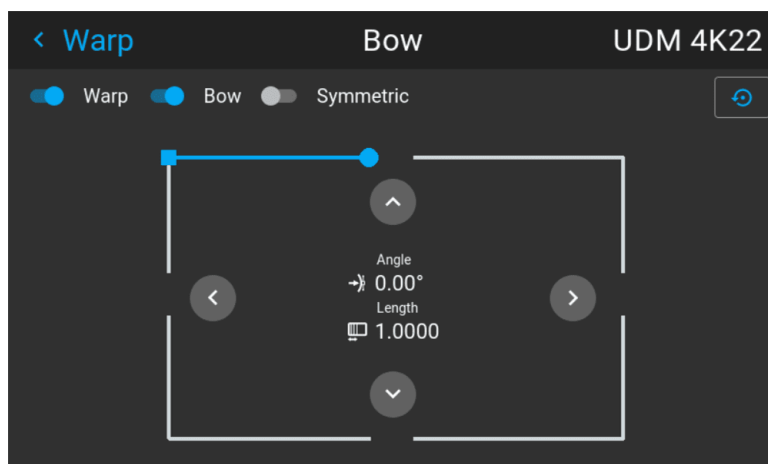 Warp Bow UDM 4K22
Warp Bow Symmetric
Angle
0.00°
Length
1.0000